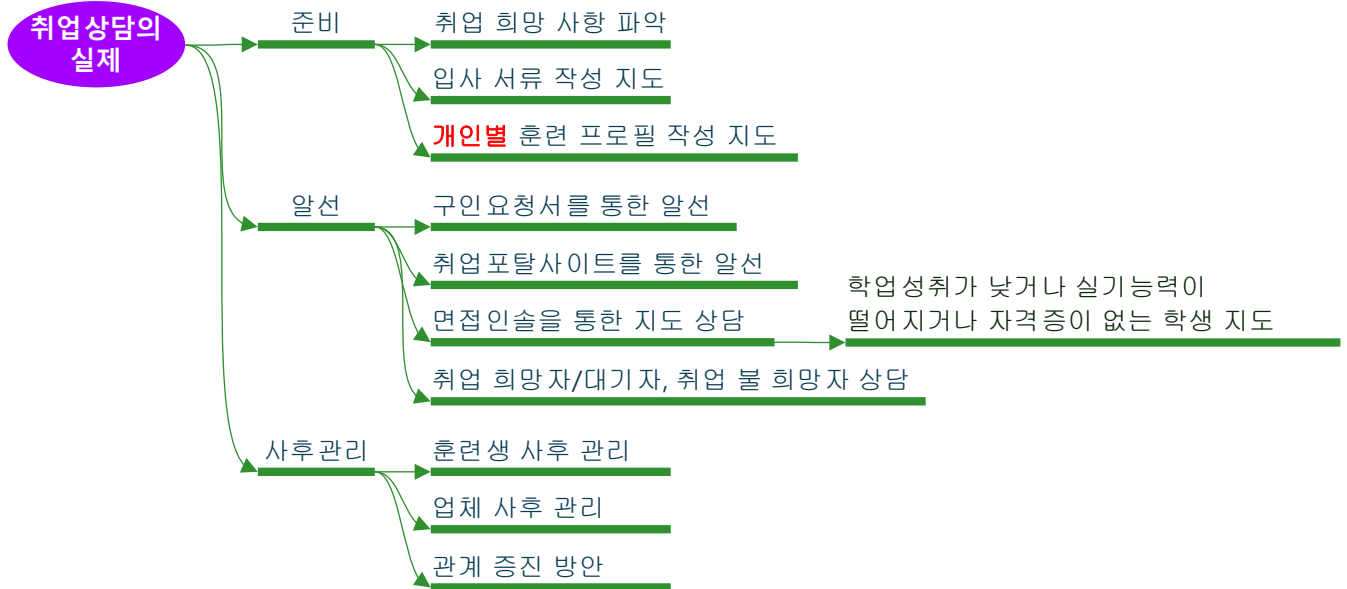 취업상담의
실제
준비
취업 희망 사항 파악
입사 서류 작성 지도
개인별 훈련 프로필 작성 지도
알선
구인요청서를 통한 알선
취업포탈사이트를 통한 알선
면접인솔을 통한 지도 상담
학업성취가 낮거나 실기능력이
떨어지거나 자격증이 없는 학생 지도
취업 희망자/대기자, 취업 불 희망자 상담
사후관리
훈련생 사후 관리
업체 사후 관리
관계 증진 방안